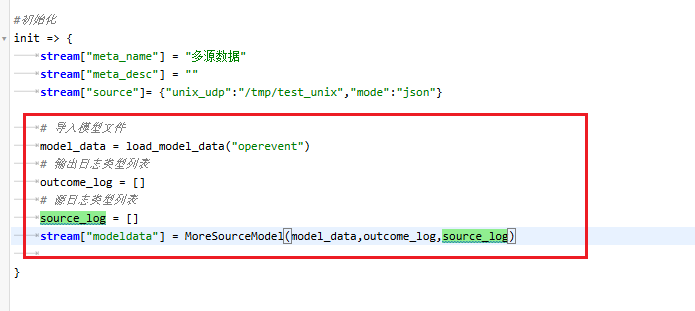 #初始化
init => {
stream["meta_name"] = "多源数据"
stream["meta_desc"] = ""
stream["source"]= {"unix_udp":"/tmp/test_unix","mode":"json"}
# 导入模型文件
model_data = load_model_data("operevent")
# 输出日志类型列表
outcome_log = []
# 源日志类型列表
source_log = []
stream["modeldata"] = MoreSourceModel(model_data,outcome_log,source_log)
}